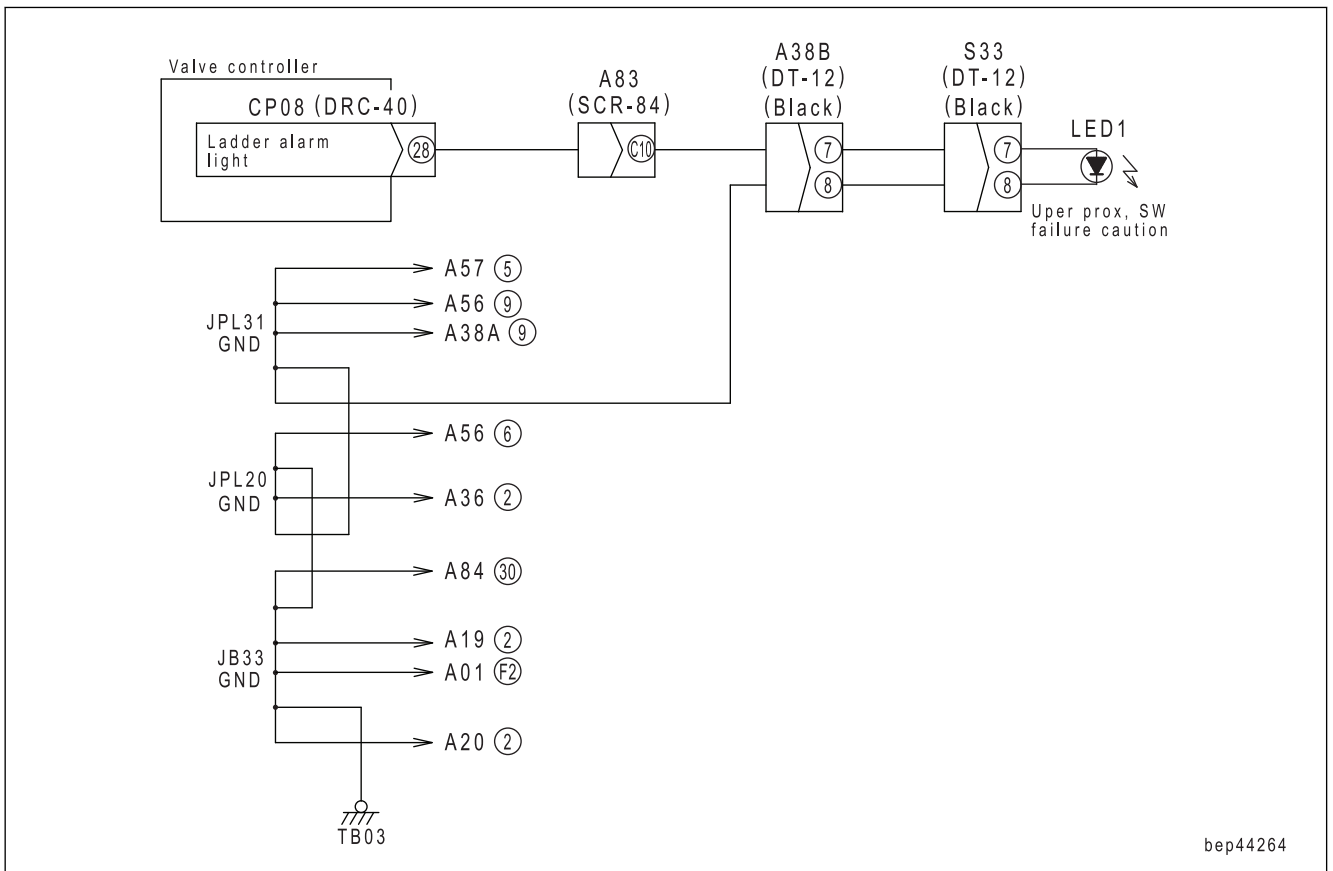 Valve controller
CP08 (DRC-40)
Ladder alarm
light
28
A83
(SCR-84)
C10
A38B
(DT-12)
(Black)
7
8
S33
(DT-12)
(Black)
7
8
LED1
Uper prox, SW
failure caution
JPL31
GND
A57 5
A56 9
A38A 9
JPL20
GND
A56 6
A36 2
JB33
GND
A84 30
A19 2
A01 F2
A20 2
TB03
bep44264